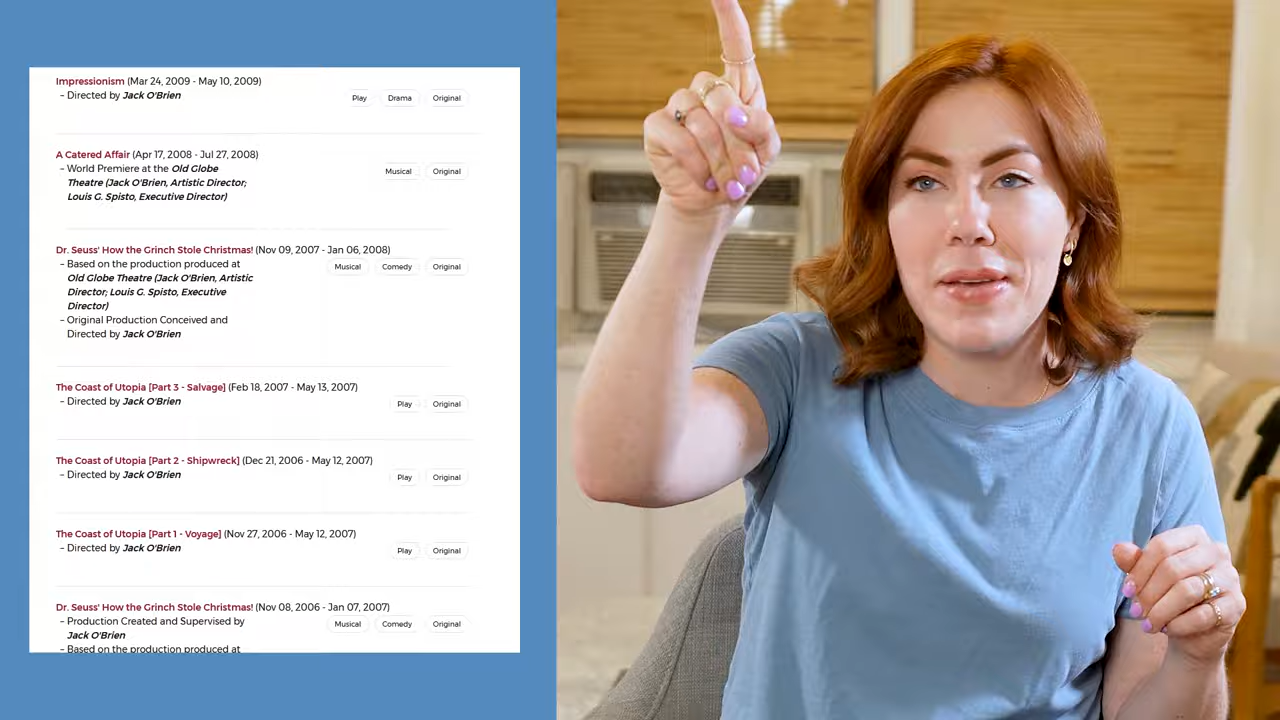 Impressionism (Mar 24, 2009 - May 10, 2009)
– Directed by Jack O'Brien
Play Drama Original
A Catered Affair (Apr 17, 2008 - Jul 27, 2008)
– World Premiere at the Old Globe
Theatre (Jack O'Brien, Artistic Director;
Louis G. Spisto, Executive Director)
Musical Original
Dr. Seuss' How the Grinch Stole Christmas! (Nov 09, 2007 - Jan 06, 2008)
– Based on the production produced at
Old Globe Theatre (Jack O'Brien, Artistic
Director; Louis G. Spisto, Executive
Director)
– Original Production Conceived and
Directed by Jack O'Brien
Musical Comedy Original
The Coast of Utopia [Part 3 - Salvage] (Feb 18, 2007 - May 13, 2007)
– Directed by Jack O'Brien
Play Original
The Coast of Utopia [Part 2 - Shipwreck] (Dec 21, 2006 - May 12, 2007)
– Directed by Jack O'Brien
Play Original
The Coast of Utopia [Part 1 - Voyage] (Nov 27, 2006 - May 12, 2007)
– Directed by Jack O'Brien
Play Original
Dr. Seuss' How the Grinch Stole Christmas! (Nov 08, 2006 - Jan 07, 2007)
– Production Created and Supervised by
Jack O'Brien
– Based on the production produced at
Musical Comedy Original